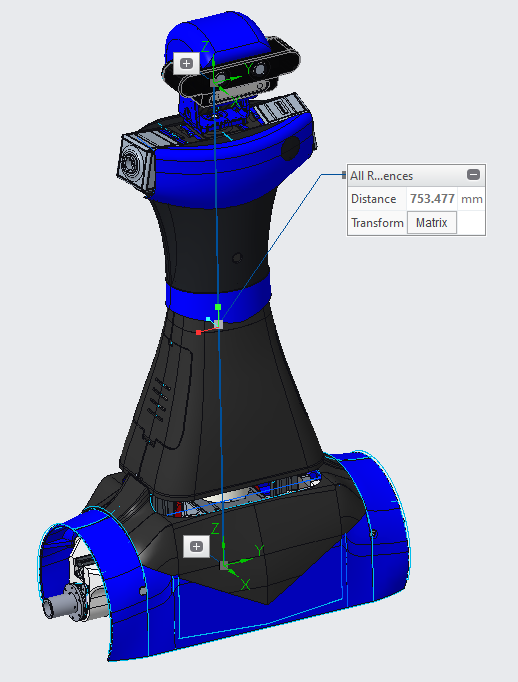 Z
Y
X
All R...ences
Distance 753.477 mm
Transform Matrix
Z
Y
X